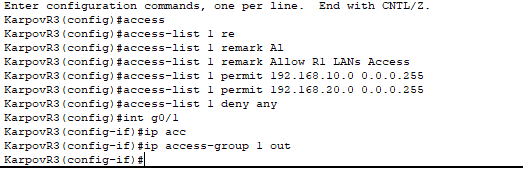 Enter configuration commands, one per line.  End with CNTL/Z.
KarpovR3(config)#access
KarpovR3(config)#access-list 1 re
KarpovR3(config)#access-list 1 remark Al
KarpovR3(config)#access-list 1 remark Allow R1 LANs Access
KarpovR3(config)#access-list 1 permit 192.168.10.0 0.0.0.255
KarpovR3(config)#access-list 1 permit 192.168.20.0 0.0.0.255
KarpovR3(config)#access-list 1 deny any
KarpovR3(config)#int g0/1
KarpovR3(config-if)#ip acc
KarpovR3(config-if)#ip access-group 1 out
KarpovR3(config-if)#